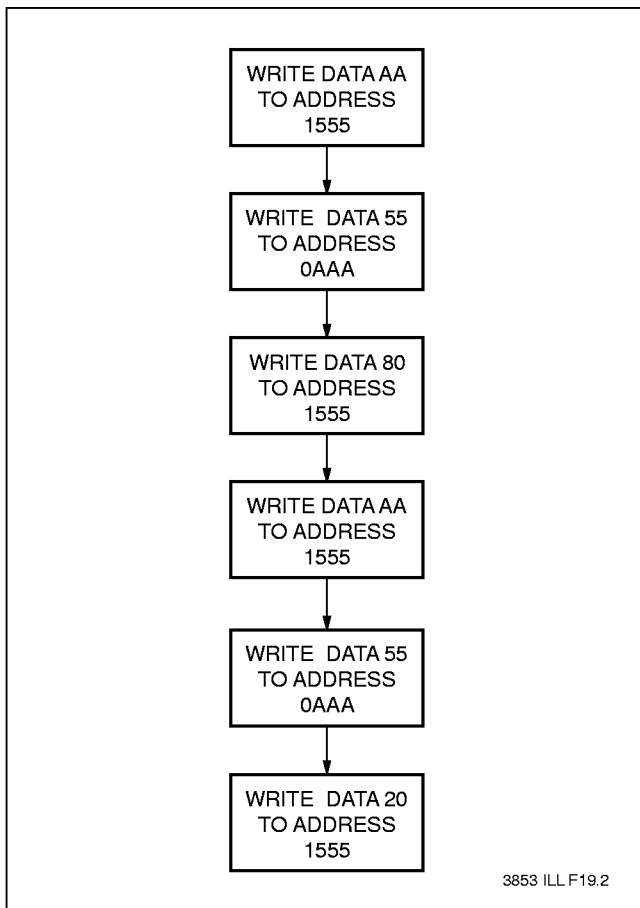 WRITE DATA AA
TO ADDRESS
1555
WRITE DATA 55
TO ADDRESS
0AAA
WRITE DATA 80
TO ADDRESS
1555
WRITE DATA AA
TO ADDRESS
1555
WRITE DATA 55
TO ADDRESS
0AAA
WRITE DATA 20
TO ADDRESS
1555
3853 ILL F19.2